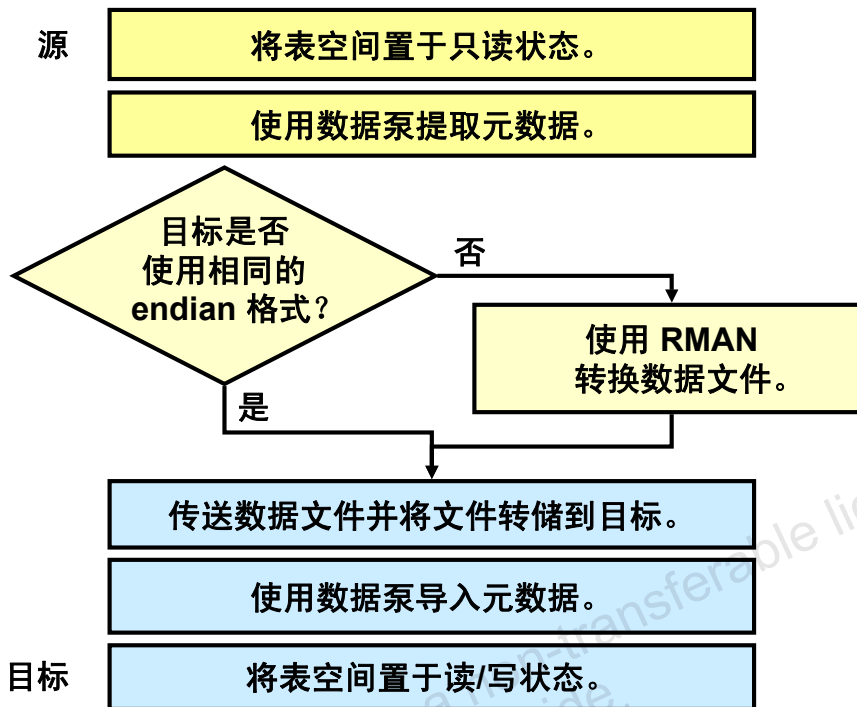 源
将表空间置于只读状态。
使用数据泵提取元数据。
目标是否
使用相同的
endian 格式？
否
使用 RMAN
转换数据文件。
是
传送数据文件并将文件转储到目标。
使用数据泵导入元数据。
目标
将表空间置于读/写状态。